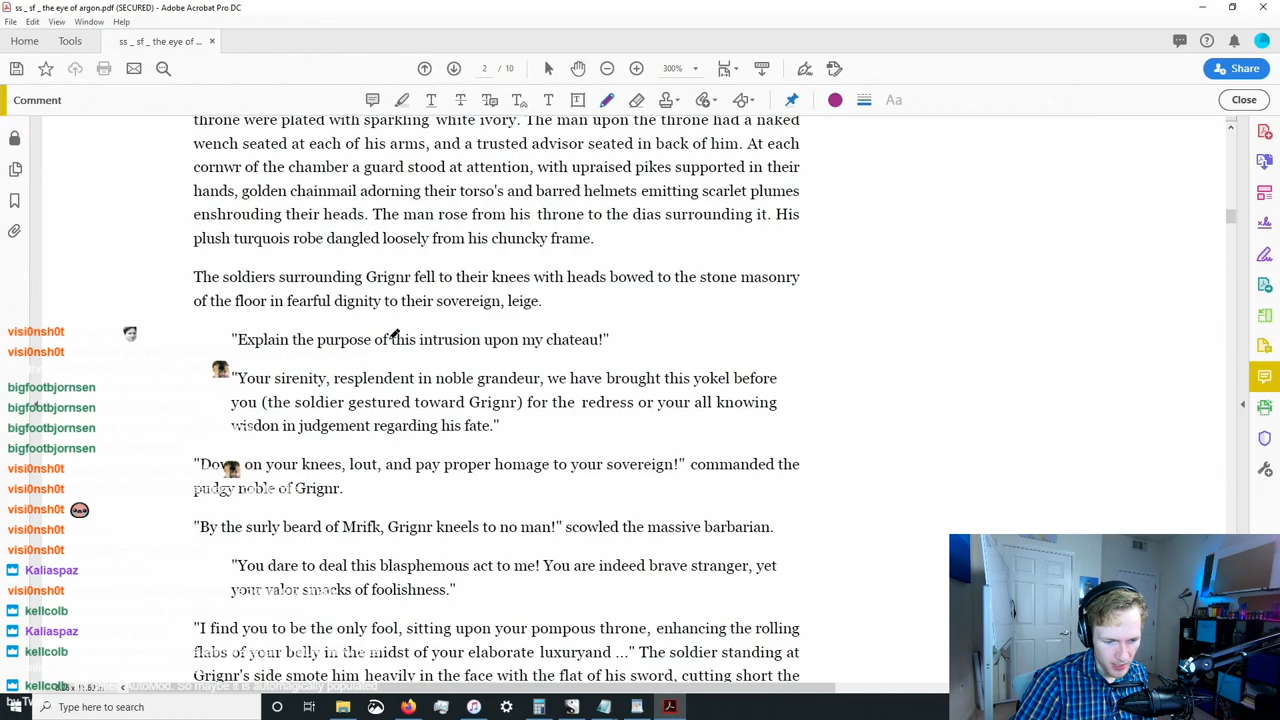 ss _ sf _ the eye of argon.pdf (SECURED) - Adobe Acrobat Pro DC
File Edit View Window Help
Home Tools ss _ sf _ the eye of ... ×
2 / 10 300% Share
Comment Aa Close
throne were plated with sparkling white ivory. The man upon the throne had a naked
wench seated at each of his arms, and a trusted advisor seated in back of him. At each
cornwr of the chamber a guard stood at attention, with upraised pikes supported in their
hands, golden chainmail adorning their torso's and barred helmets emitting scarlet plumes
enshrouding their heads. The man rose from his throne to the dias surrounding it. His
plush turquois robe dangled loosely from his chuncky frame.
The soldiers surrounding Grignr fell to their knees with heads bowed to the stone masonry
of the floor in fearful dignity to their sovereign, leige.
"Explain the purpose of this intrusion upon my chateau!"
"Your sirenity, resplendent in noble grandeur, we have brought this yokel before
you (the soldier gestured toward Grignr) for the redress or your all knowing
wisdon in judgement regarding his fate."
"Down on your knees, lout, and pay proper homage to your sovereign!" commanded the
pudgy noble of Grignr.
"By the surly beard of Mrifk, Grignr kneels to no man!" scowled the massive barbarian.
"You dare to deal this blasphemous act to me! You are indeed brave stranger, yet
your valor smacks of foolishness."
"I find you to be the only fool, sitting upon your pompous throne, enhancing the rolling
flabs of your belly in the midst of your elaborate luxuryand ..." The soldier standing at
Grignr's side smote him heavily in the face with the flat of his sword, cutting short the
visi0nsh0t
visi0nsh0t
bigfootbjornsen
bigfootbjornsen
bigfootbjornsen
bigfootbjornsen
visi0nsh0t
visi0nsh0t
visi0nsh0t
visi0nsh0t
visi0nsh0t
Kaliaspaz
visi0nsh0t
kellcolb
Kaliaspaz
kellcolb
kellcolb AutoMod. So maybe it is automagically populated
by Tw
Type here to search